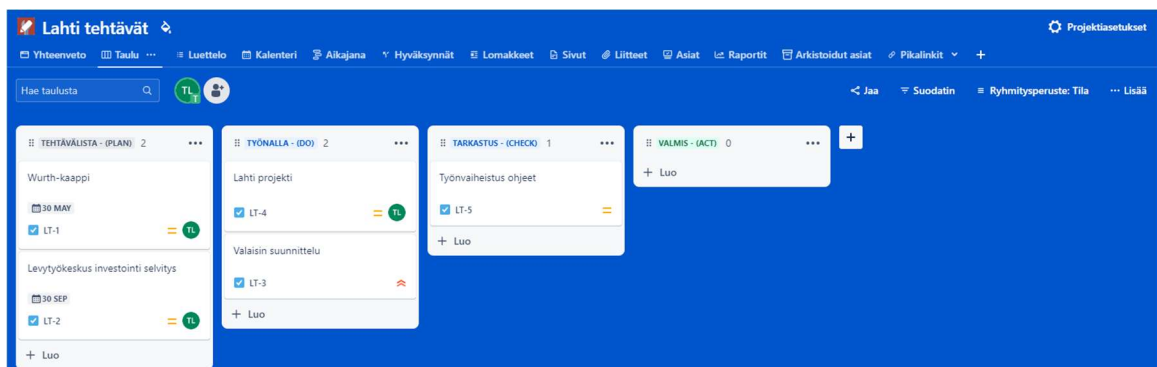 Lahti tehtävät
Projektiasetukset
Yhteenveto Taulu ··· Luettelo Kalenteri Aikajana Hyväksynnät Lomakkeet Sivut Liitteet Asiat Raportit Arkistoidut asiat Pikalinkit +
Hae taulusta TL T Jaa Suodatin Ryhmitysperuste: Tila ··· Lisää
TEHTÄVÄLISTA - (PLAN) 2 ···
Wurth-kaappi
30 MAY
LT-1 TL
Levytyökeskus investointi selvitys
30 SEP
LT-2 TL
+ Luo
TYÖNALLA - (DO) 2 ···
Lahti projekti
LT-4 TL
Valaisin suunnittelu
LT-3
+ Luo
TARKASTUS - (CHECK) 1 ···
Työnvaiheistus ohjeet
LT-5
+ Luo
VALMIS - (ACT) 0 ···
+ Luo
+